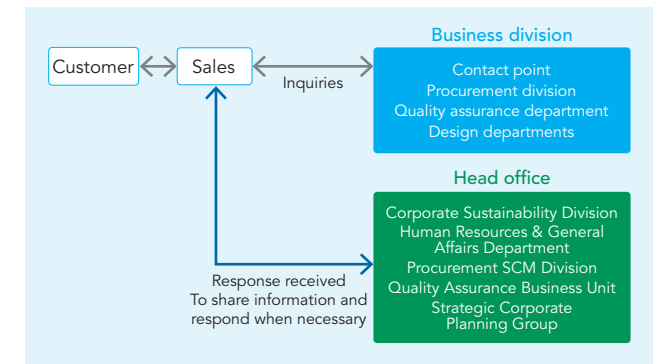 Business division
Customer
Sales
Inquiries
Contact point
Procurement division
Quality assurance department
Design departments
Head office
Corporate Sustainability Division
Human Resources & General
Affairs Department
Procurement SCM Division
Quality Assurance Business Unit
Strategic Corporate
Planning Group
Response received
To share information and
respond when necessary